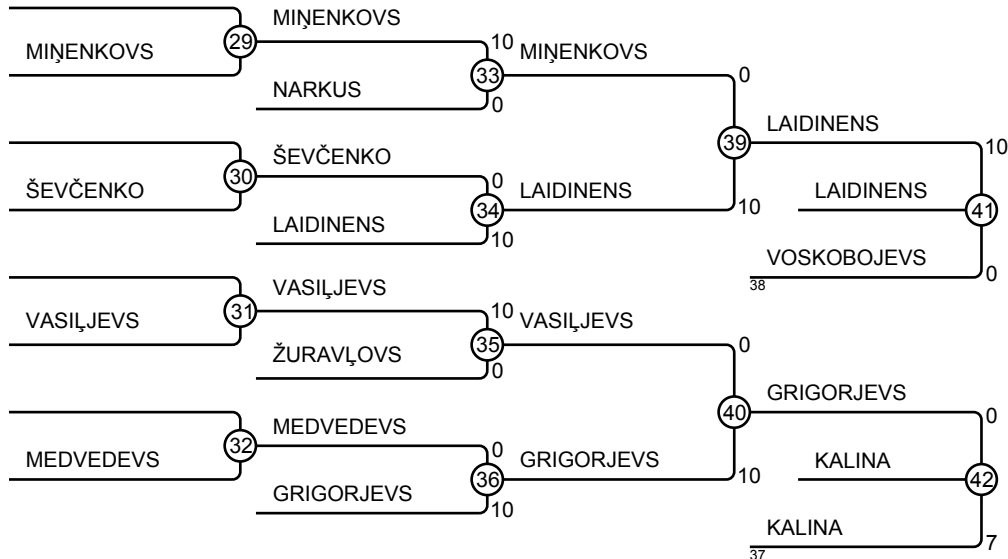 MIŅENKOVS
29
MIŅENKOVS
10
NARKUS
33
0
MIŅENKOVS
0
39
LAIDINENS
10
ŠEVČENKO
30
ŠEVČENKO
0
LAIDINENS
34
10
LAIDINENS
10
LAIDINENS
41
VOSKOBOJEVS
38
0
VASIĻJEVS
31
VASIĻJEVS
10
ŽURAVĻOVS
35
0
VASIĻJEVS
0
40
GRIGORJEVS
0
MEDVEDEVS
32
MEDVEDEVS
0
GRIGORJEVS
36
10
GRIGORJEVS
10
KALINA
42
KALINA
37
7